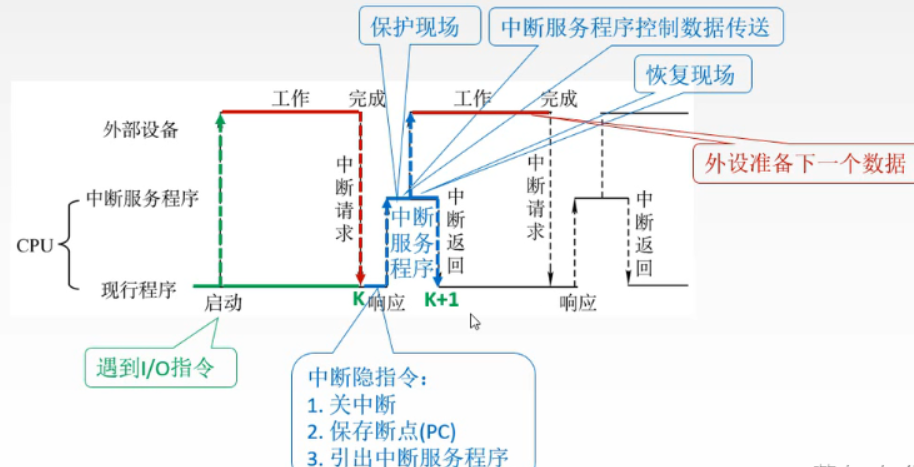 保护现场
中断服务程序控制数据传送
恢复现场
工作
完成
工作
完成
外部设备
外设准备下一个数据
中断请求
中断服务程序
中断服务程序
中断返回
中断请求
中断返回
CPU
现行程序
启动
K
响应
K+1
响应
遇到I/O指令
中断隐指令：
1. 关中断
2. 保存断点(PC)
3. 引出中断服务程序